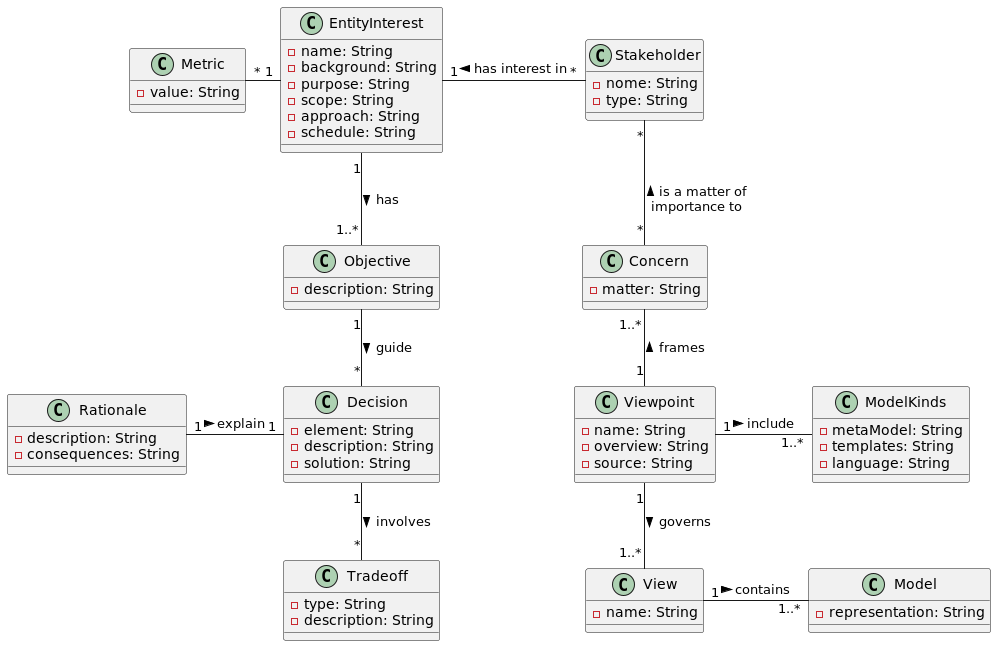 C EntityInterest
name: String
background: String
purpose: String
scope: String
approach: String
schedule: String
C Metric
value: String
* 1
C Stakeholder
nome: String
type: String
1 has interest in *
1
has
1..*
*
is a matter of
importance to
*
C Objective
description: String
C Concern
matter: String
1
guide
*
1..*
frames
1
C Rationale
description: String
consequences: String
1 explain 1
C Decision
element: String
description: String
solution: String
C Viewpoint
name: String
overview: String
source: String
1 include
1..*
C ModelKinds
metaModel: String
templates: String
language: String
1
involves
*
1
governs
1..*
C Tradeoff
type: String
description: String
C View
name: String
1 contains
1..*
C Model
representation: String